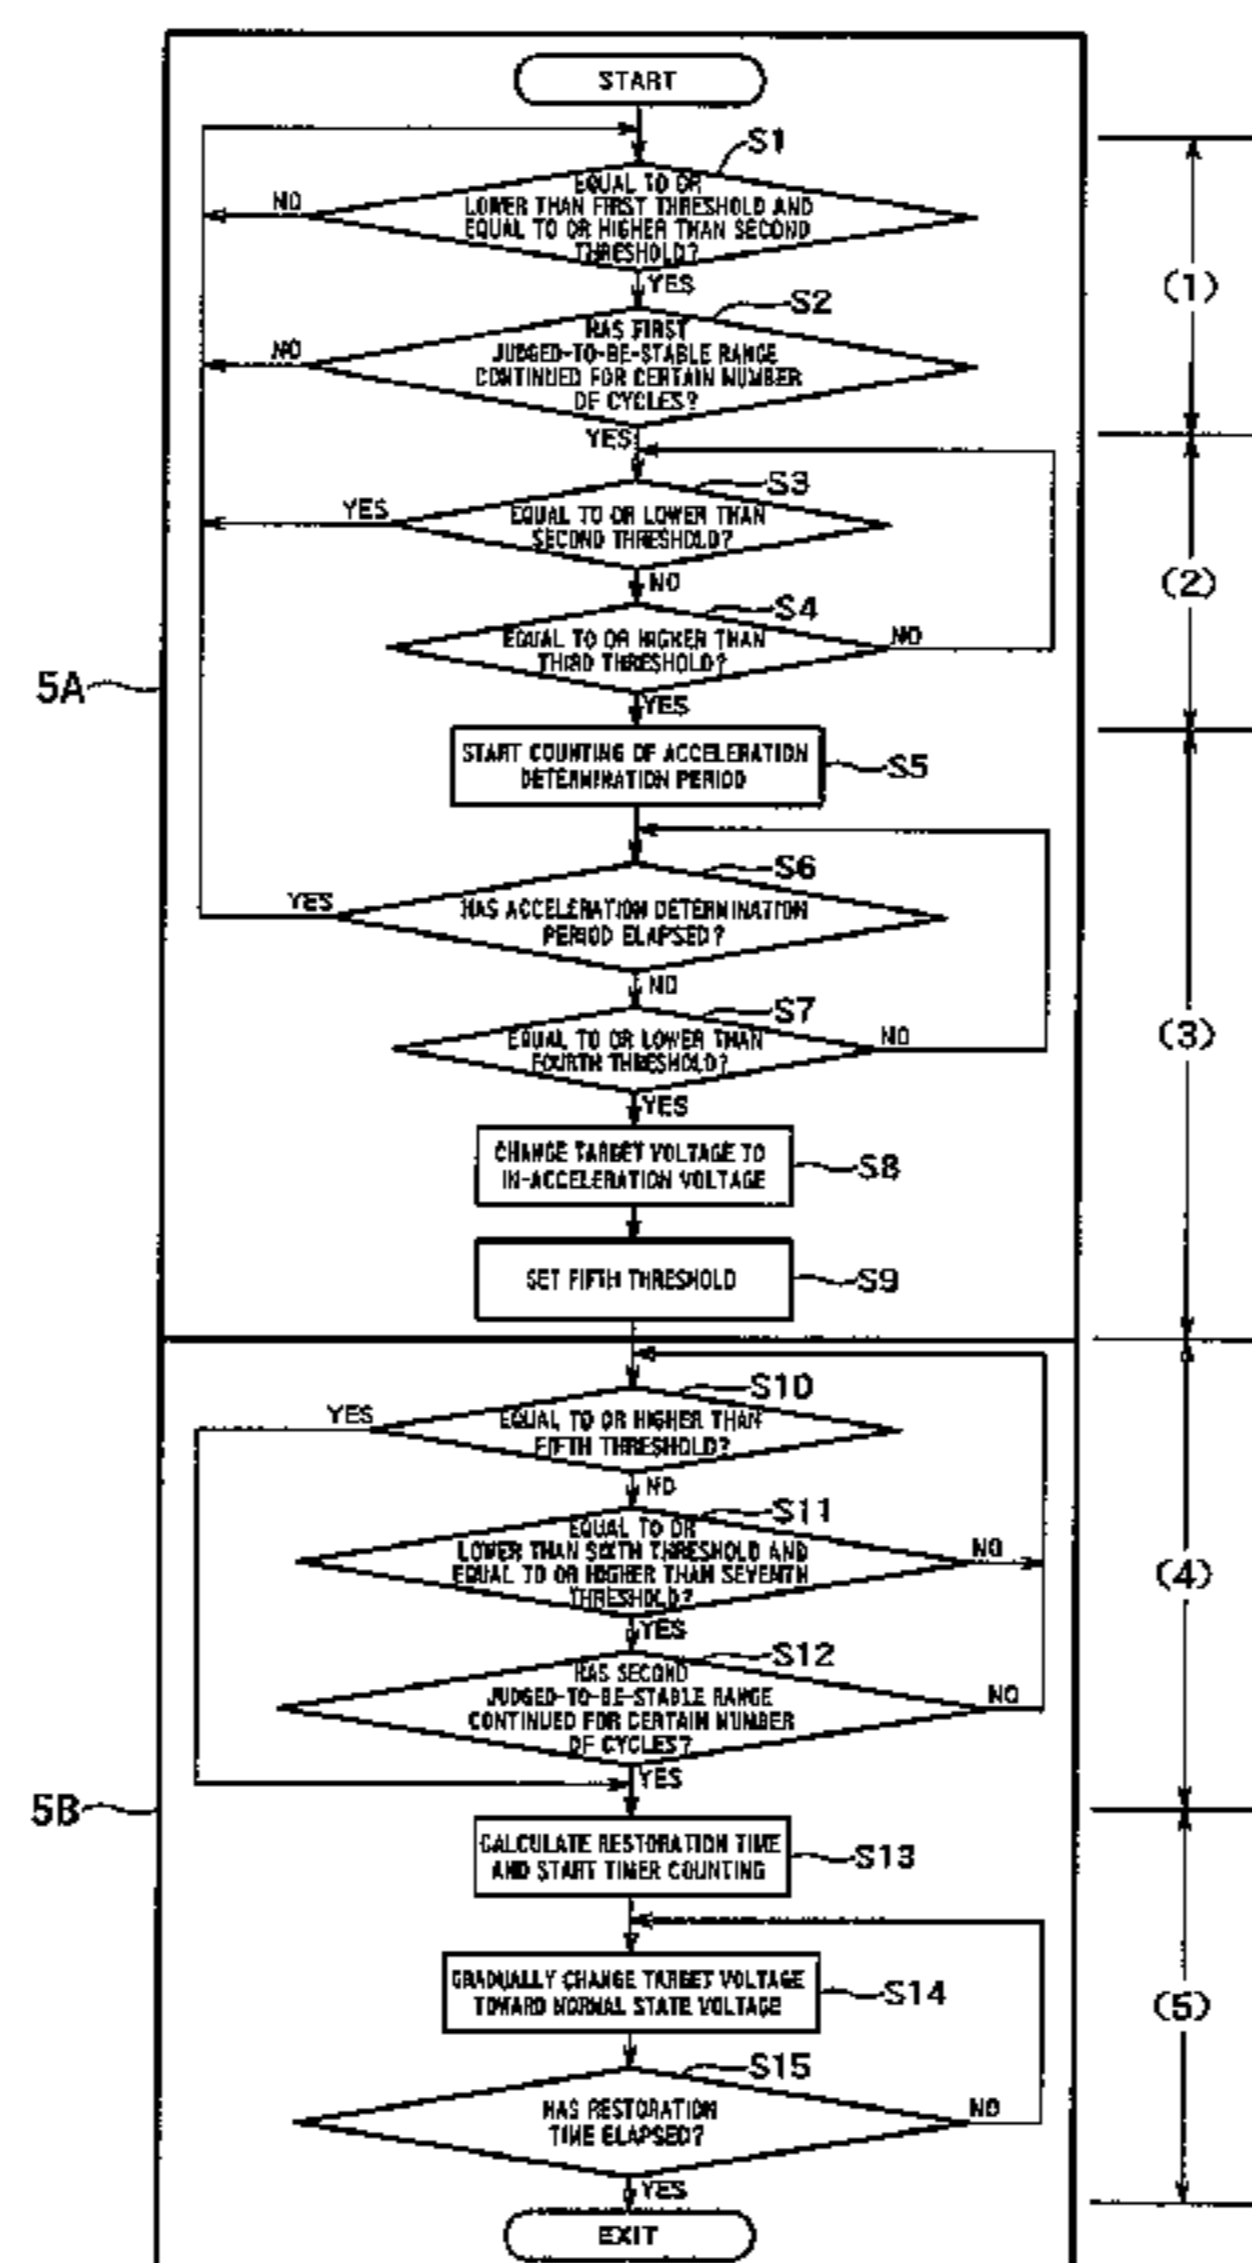 START
S1
EQUAL TO OR
LOWER THAN FIRST THRESHOLD AND
EQUAL TO OR HIGHER THAN SECOND
THRESHOLD?
NO
YES
(1)
S2
HAS FIRST
JUDGED-TO-BE-STABLE RANGE
CONTINUED FOR CERTAIN NUMBER
OF CYCLES?
NO
YES
S3
EQUAL TO OR LOWER THAN
SECOND THRESHOLD?
YES
NO
(2)
S4
EQUAL TO OR HIGHER THAN
THIRD THRESHOLD?
NO
YES
5A
START COUNTING OF ACCELERATION
DETERMINATION PERIOD
S5
S6
HAS ACCELERATION DETERMINATION
PERIOD ELAPSED?
YES
NO
(3)
S7
EQUAL TO OR LOWER THAN
FOURTH THRESHOLD?
NO
YES
CHANGE TARGET VOLTAGE TO
IN-ACCELERATION VOLTAGE
S8
SET FIFTH THRESHOLD
S9
S10
EQUAL TO OR HIGHER THAN
FIFTH THRESHOLD?
YES
NO
S11
EQUAL TO OR
LOWER THAN SIXTH THRESHOLD AND
EQUAL TO OR HIGHER THAN SEVENTH
THRESHOLD?
NO
YES
(4)
S12
HAS SECOND
JUDGED-TO-BE-STABLE RANGE
CONTINUED FOR CERTAIN NUMBER
OF CYCLES?
NO
YES
5B
CALCULATE RESTORATION TIME
AND START TIMER COUNTING
S13
GRADUALLY CHANGE TARGET VOLTAGE
TOWARD NORMAL STATE VOLTAGE
S14
(5)
S15
HAS RESTORATION
TIME ELAPSED?
NO
YES
EXIT